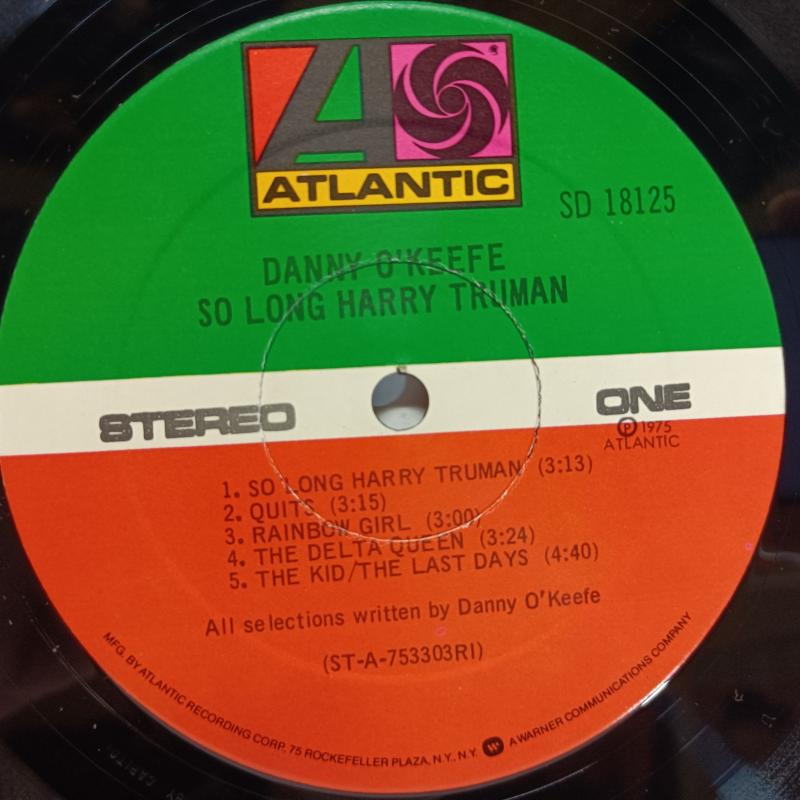 ATLANTIC
SD 18125
DANNY O'KEEFE
SO LONG HARRY TRUMAN
STEREO
ONE
Ⓟ 1975
ATLANTIC
1. SO LONG HARRY TRUMAN (3:13)
2. QUITS (3:15)
3. RAINBOW GIRL (3:00)
4. THE DELTA QUEEN (3:24)
5. THE KID/THE LAST DAYS (4:40)
All selections written by Danny O'Keefe
(ST-A-753303RI)
MFG. BY ATLANTIC RECORDING CORP. 75 ROCKEFELLER PLAZA, N.Y., N.Y. A WARNER COMMUNICATIONS COMPANY